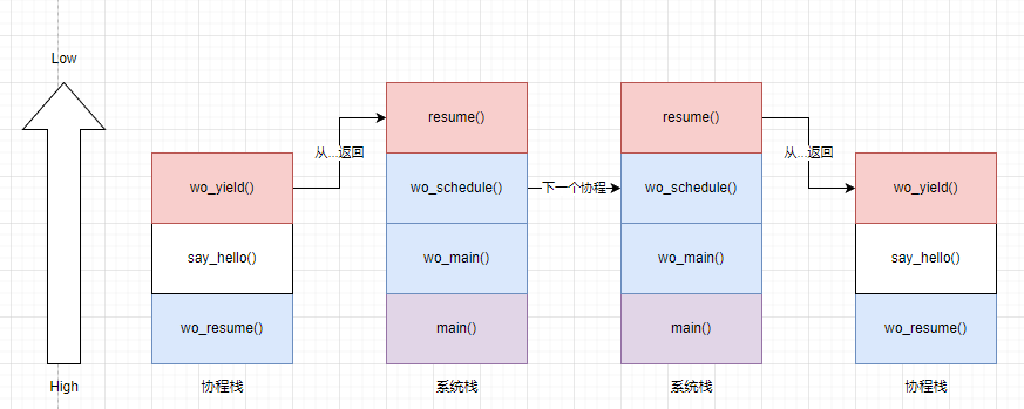 Low
resume()
resume()
从...返回
从...返回
wo_yield()
wo_schedule()
下一个协程
wo_schedule()
wo_yield()
say_hello()
wo_main()
wo_main()
say_hello()
wo_resume()
main()
main()
wo_resume()
High
协程栈
系统栈
系统栈
协程栈